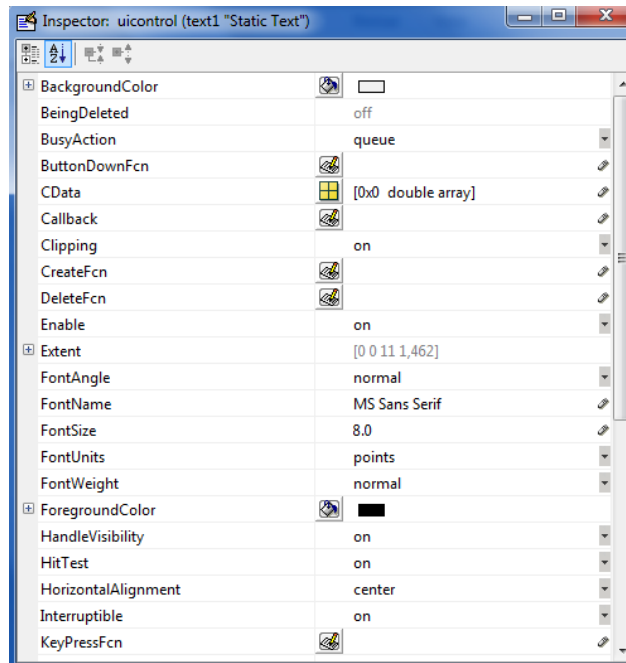 Inspector: uicontrol (text1 "Static Text")
BackgroundColor
BeingDeleted off
BusyAction queue
ButtonDownFcn
CData [0x0 double array]
Callback
Clipping on
CreateFcn
DeleteFcn
Enable on
Extent [0 0 11 1,462]
FontAngle normal
FontName MS Sans Serif
FontSize 8.0
FontUnits points
FontWeight normal
ForegroundColor
HandleVisibility on
HitTest on
HorizontalAlignment center
Interruptible on
KeyPressFcn